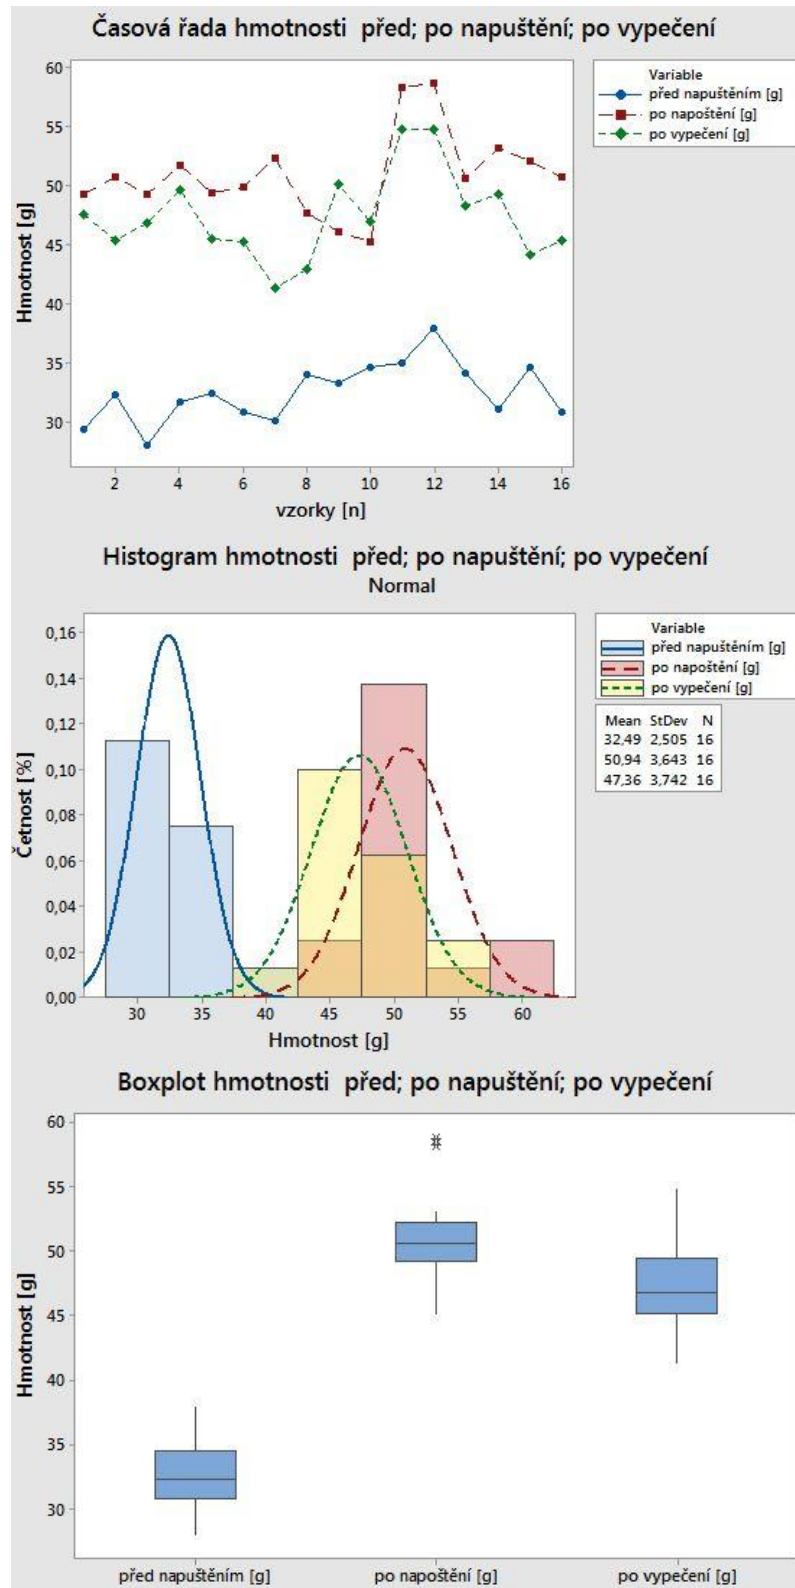 Časová řada hmotnosti před; po napuštění; po vypečení
60
55
50
45
40
35
30
Hmotnost [g]
2 4 6 8 10 12 14 16
vzorky [n]
Variable
před napuštěním [g]
po napoštění [g]
po vypečení [g]
Histogram hmotnosti před; po napuštění; po vypečení
Normal
0,16
0,14
0,12
0,10
0,08
0,06
0,04
0,02
0,00
Četnost [%]
30 35 40 45 50 55 60
Hmotnost [g]
Variable
před napuštěním [g]
po napoštění [g]
po vypečení [g]
Mean StDev N
32,49 2,505 16
50,94 3,643 16
47,36 3,742 16
Boxplot hmotnosti před; po napuštění; po vypečení
60
55
50
45
40
35
30
Hmotnost [g]
před napuštěním [g] po napoštění [g] po vypečení [g]